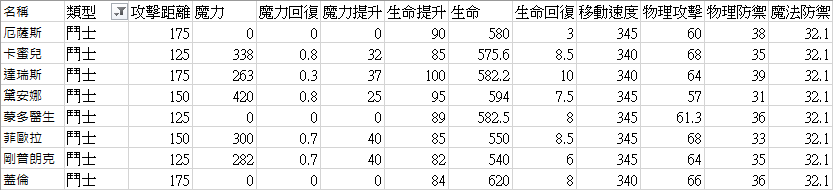 名稱 類型 攻擊距離 魔力 魔力回復 魔力提升 生命提升 生命 生命回復 移動速度 物理攻擊 物理防禦 魔法防禦
厄薩斯 鬥士 175 0 0 0 90 580 3 345 60 38 32.1
卡蜜兒 鬥士 125 338 0.8 32 85 575.6 8.5 340 68 35 32.1
達瑞斯 鬥士 175 263 0.3 37 100 582.2 10 340 64 39 32.1
黛安娜 鬥士 150 420 0.8 25 95 594 7.5 345 57 31 32.1
蒙多醫生 鬥士 125 0 0 0 89 582.5 8 345 61.3 36 32.1
菲歐拉 鬥士 150 300 0.7 40 85 550 8.5 345 68 33 32.1
剛普朗克 鬥士 125 282 0.7 40 82 540 6 345 64 35 32.1
蓋倫 鬥士 175 0 0 0 84 620 8 340 66 36 32.1